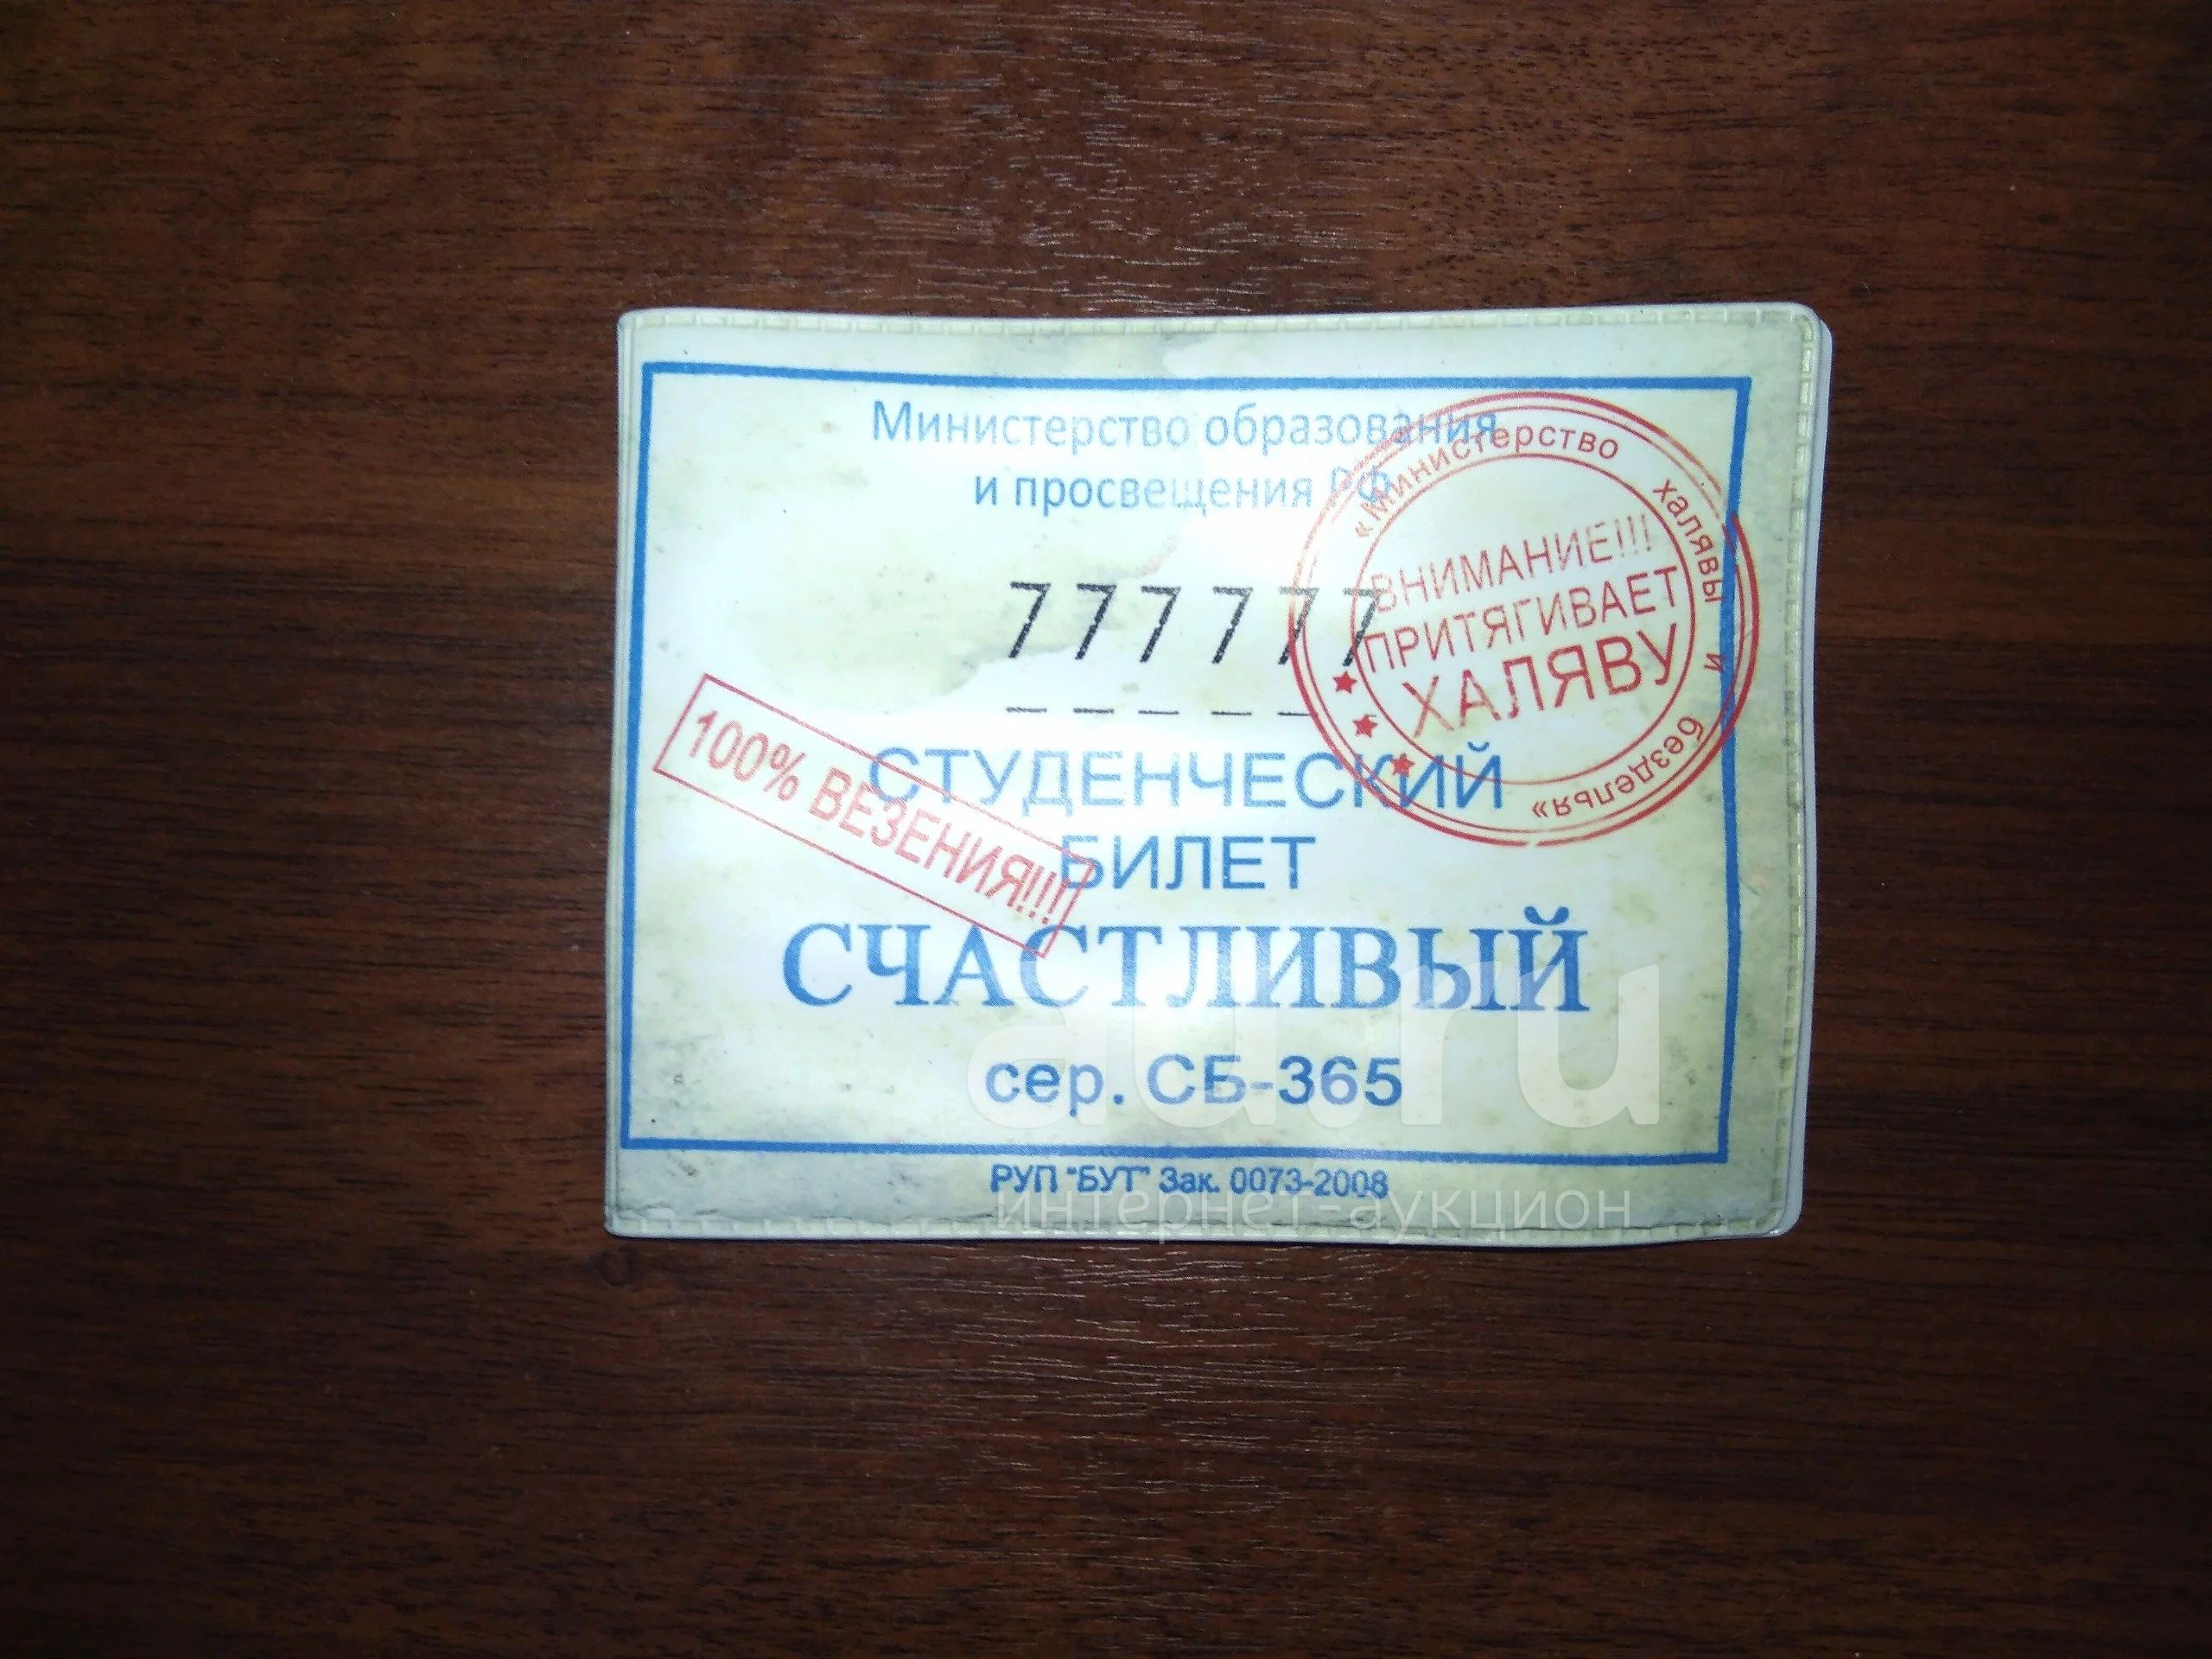 Министерство образования
и просвещения РФ
«Министерство халявы и безделья»
ВНИМАНИЕ!!!
ПРИТЯГИВАЕТ
ХАЛЯВУ
777777
100% ВЕЗЕНИЯ!!!!
СТУДЕНЧЕСКИЙ
БИЛЕТ
СЧАСТЛИВЫЙ
сер. СБ-365
РУП "БУТ" Зак. 0073-2008
au.ru
интернет-аукцион